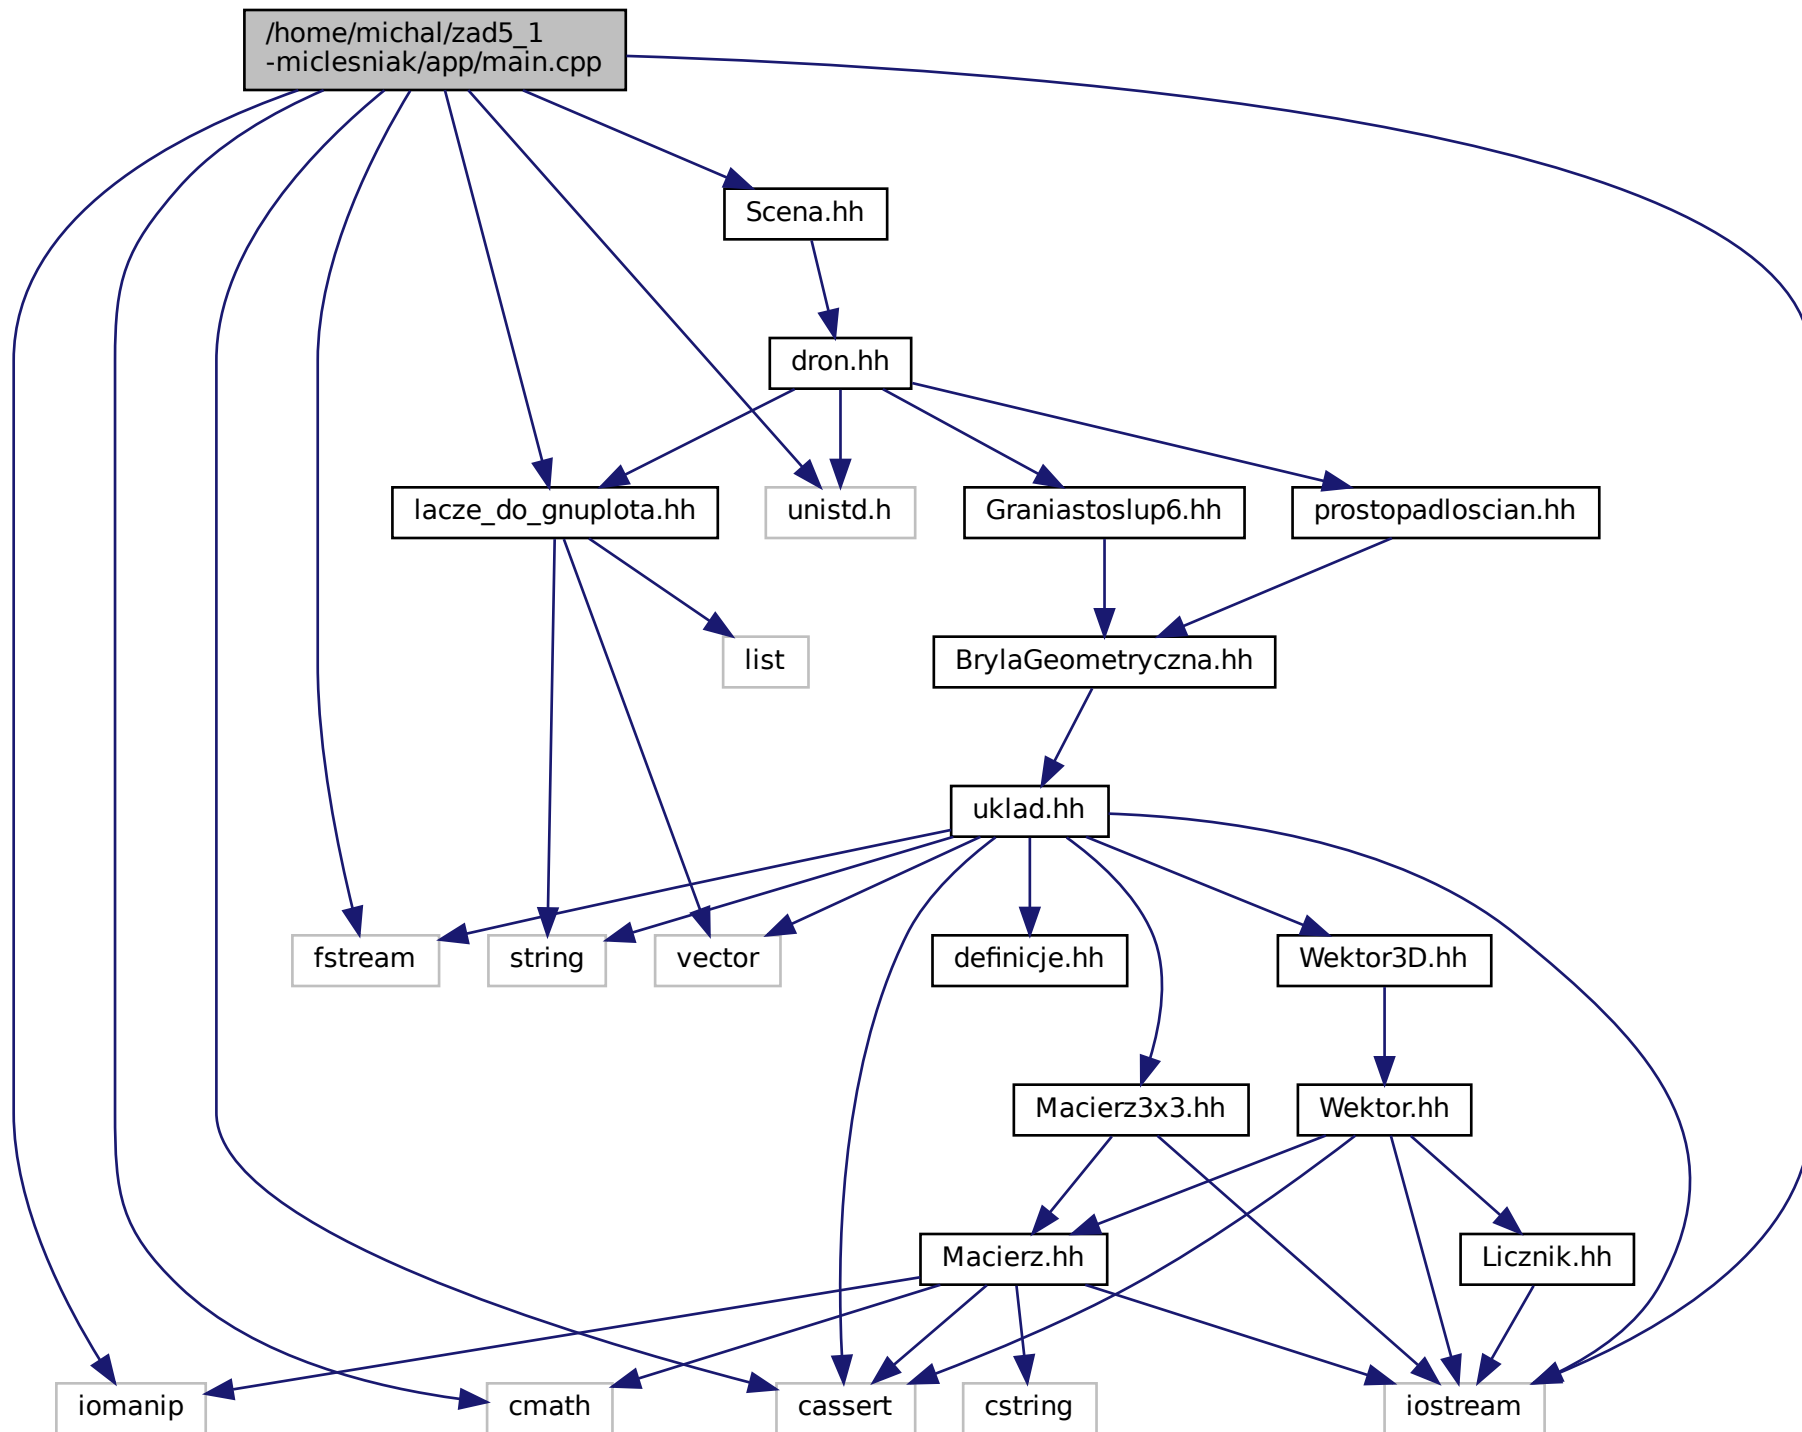 /home/michal/zad5_1
-miclesniak/app/main.cpp
Scena.hh
dron.hh
lacze_do_gnuplota.hh
unistd.h
Graniastoslup6.hh
prostopadloscian.hh
list
BrylaGeometryczna.hh
uklad.hh
fstream
string
vector
definicje.hh
Wektor3D.hh
Macierz3x3.hh
Wektor.hh
Macierz.hh
Licznik.hh
iomanip
cmath
cassert
cstring
iostream